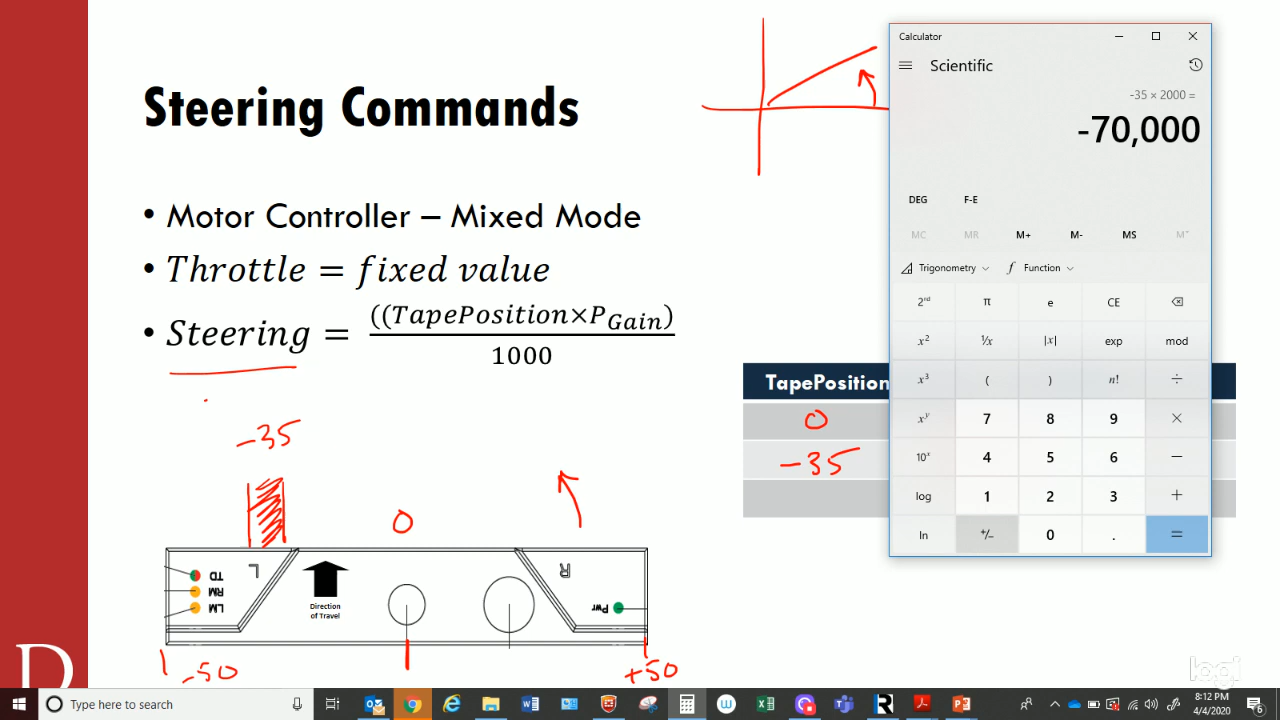 Steering Commands
• Motor Controller – Mixed Mode
• Throttle = fixed value
• Steering = ((TapePosition×P_Gain) / 1000
-35
0
L
R
TD
RM
LM
Direction
of Travel
Pwr
-50
+50
TapePosition
0
-35
Calculator
Scientific
-35 × 2000 =
-70,000
DEG F-E
MC MR M+ M- MS M˅
Trigonometry Function
2nd π e CE
x² ¹/x |x| exp mod
x³ ( ) n! ÷
xʸ 7 8 9 ×
10ˣ 4 5 6 −
log 1 2 3 +
ln +/− 0 . =
D
logi
Type here to search
8:12 PM
4/4/2020
6